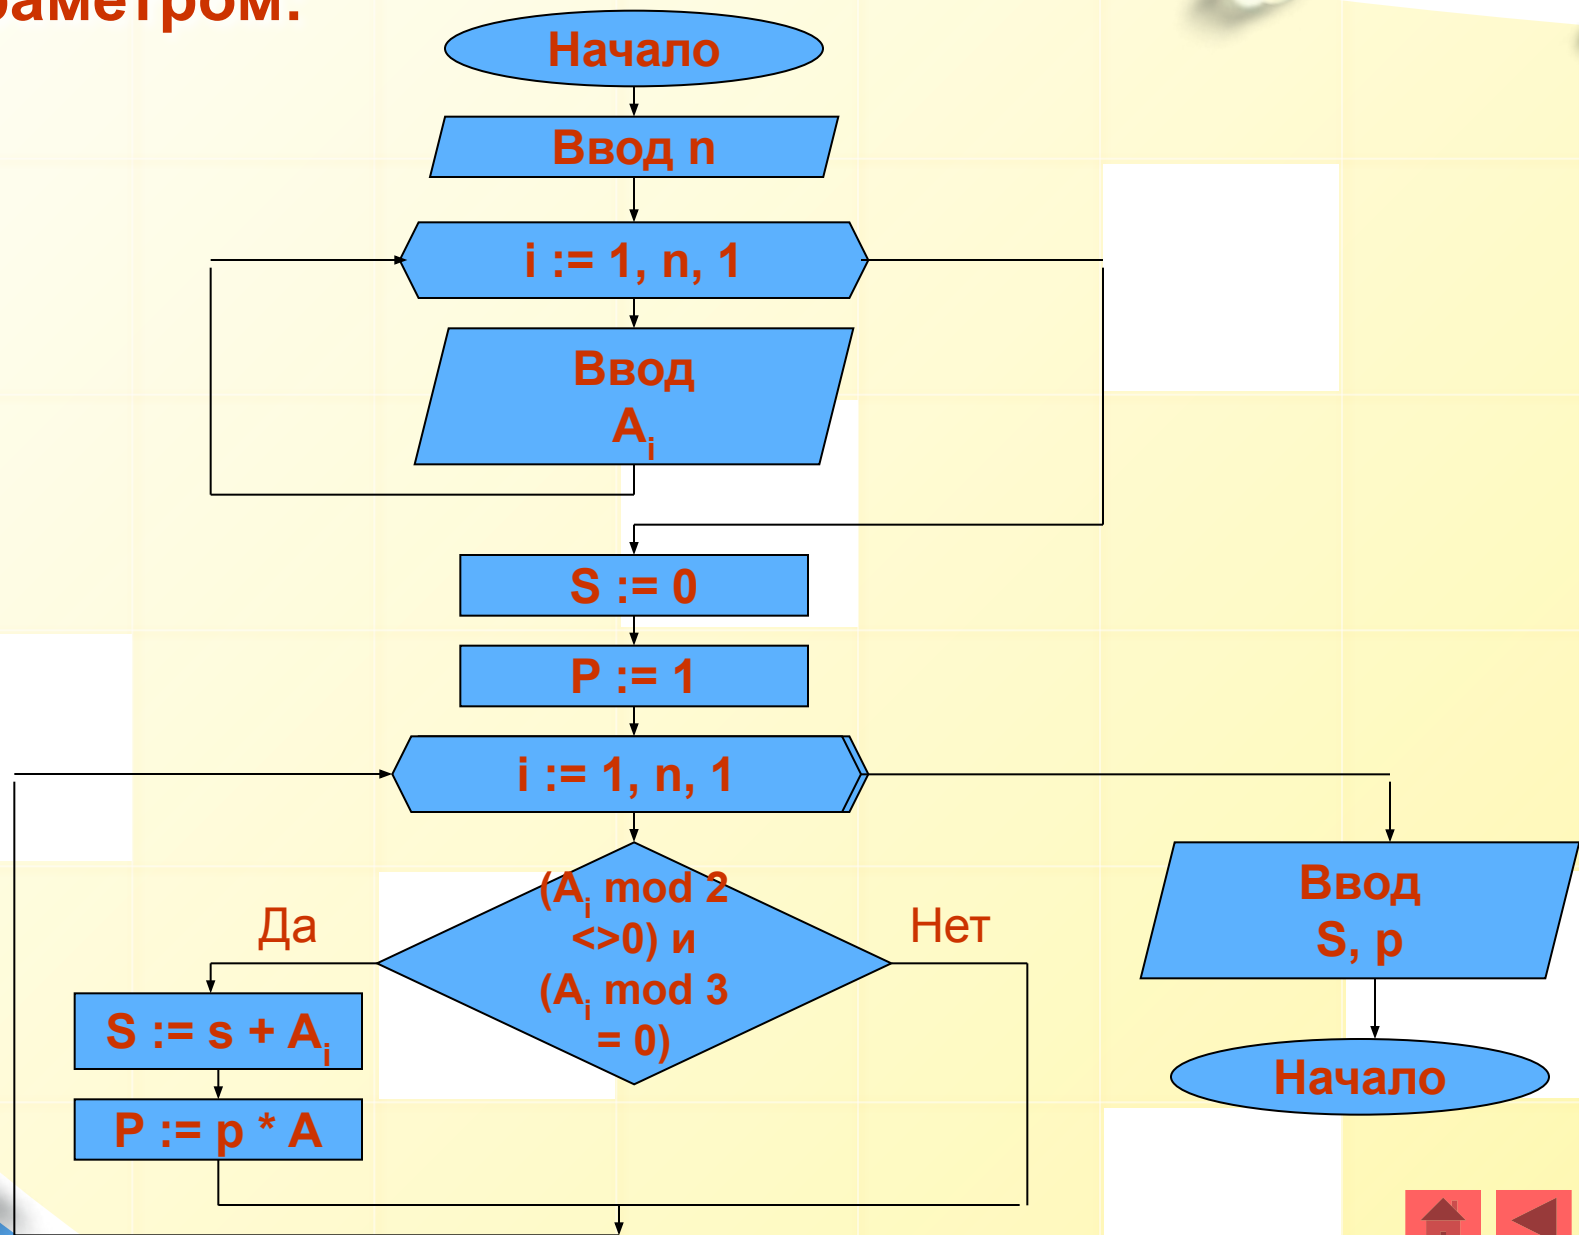 Начало
Ввод n
i := 1, n, 1
Ввод
Ai
S := 0
P := 1
i := 1, n, 1
(Ai mod 2
<>0) и
(Ai mod 3
= 0)
Да
Нет
S := s + Ai
P := p * A
Ввод
S, p
Начало